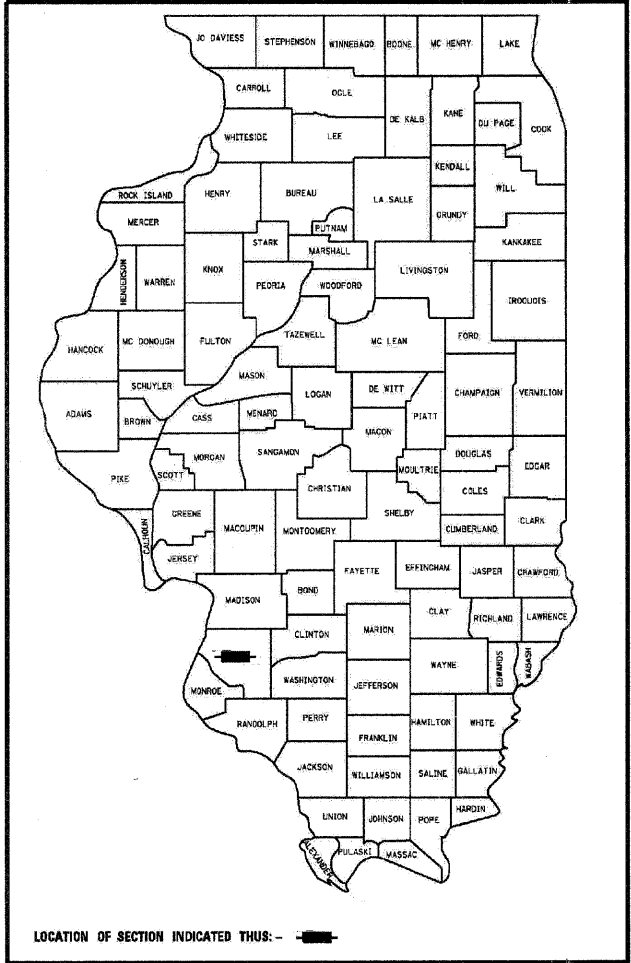 JO DAVIESS STEPHENSON WINNEBAGO BOONE MC HENRY LAKE
CARROLL OGLE DE KALB KANE DU PAGE COOK
WHITESIDE LEE
KENDALL
ROCK ISLAND HENRY BUREAU LA SALLE WILL
MERCER PUTNAM GRUNDY
STARK MARSHALL KANKAKEE
HENDERSON WARREN KNOX PEORIA WOODFORD LIVINGSTON IROQUOIS
HANCOCK MC DONOUGH FULTON TAZEWELL MC LEAN FORD
MASON
SCHUYLER LOGAN DE WITT CHAMPAIGN VERMILION
ADAMS BROWN CASS MENARD MACON PIATT
PIKE SCOTT MORGAN SANGAMON MOULTRIE DOUGLAS EDGAR
CHRISTIAN COLES
CALHOUN GREENE MACOUPIN MONTGOMERY SHELBY CUMBERLAND CLARK
JERSEY FAYETTE EFFINGHAM JASPER CRAWFORD
MADISON BOND
CLINTON MARION CLAY RICHLAND LAWRENCE
WAYNE EDWARDS WABASH
MONROE WASHINGTON JEFFERSON
RANDOLPH PERRY HAMILTON WHITE
FRANKLIN
JACKSON WILLIAMSON SALINE GALLATIN
UNION JOHNSON POPE HARDIN
ALEXANDER PULASKI MASSAC
LOCATION OF SECTION INDICATED THUS: -